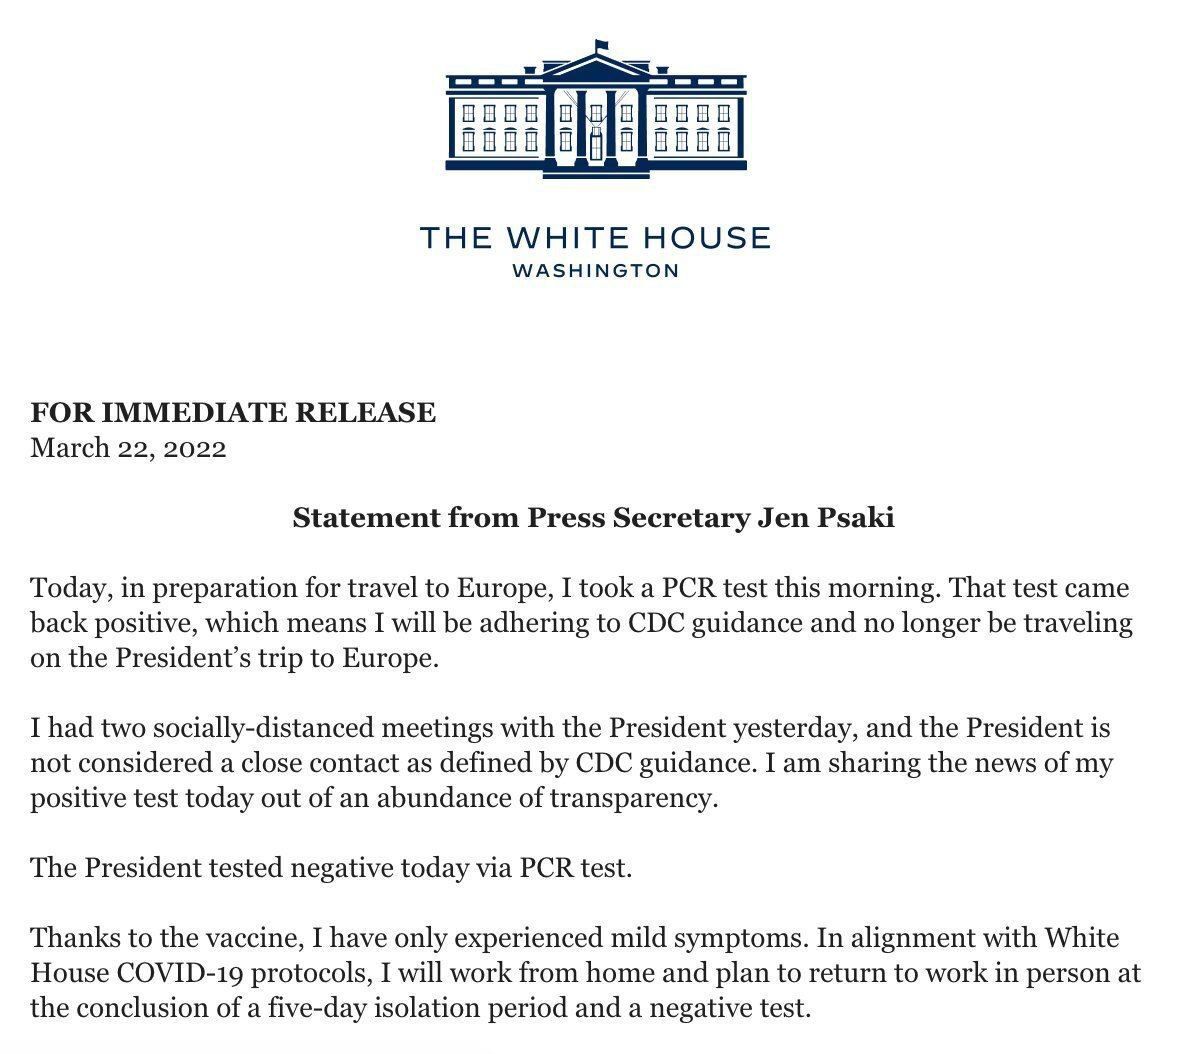 THE WHITE HOUSE
WASHINGTON
FOR IMMEDIATE RELEASE
March 22, 2022
Statement from Press Secretary Jen Psaki
Today, in preparation for travel to Europe, I took a PCR test this morning. That test came
back positive, which means I will be adhering to CDC guidance and no longer be traveling
on the President’s trip to Europe.
I had two socially-distanced meetings with the President yesterday, and the President is
not considered a close contact as defined by CDC guidance. I am sharing the news of my
positive test today out of an abundance of transparency.
The President tested negative today via PCR test.
Thanks to the vaccine, I have only experienced mild symptoms. In alignment with White
House COVID-19 protocols, I will work from home and plan to return to work in person at
the conclusion of a five-day isolation period and a negative test.